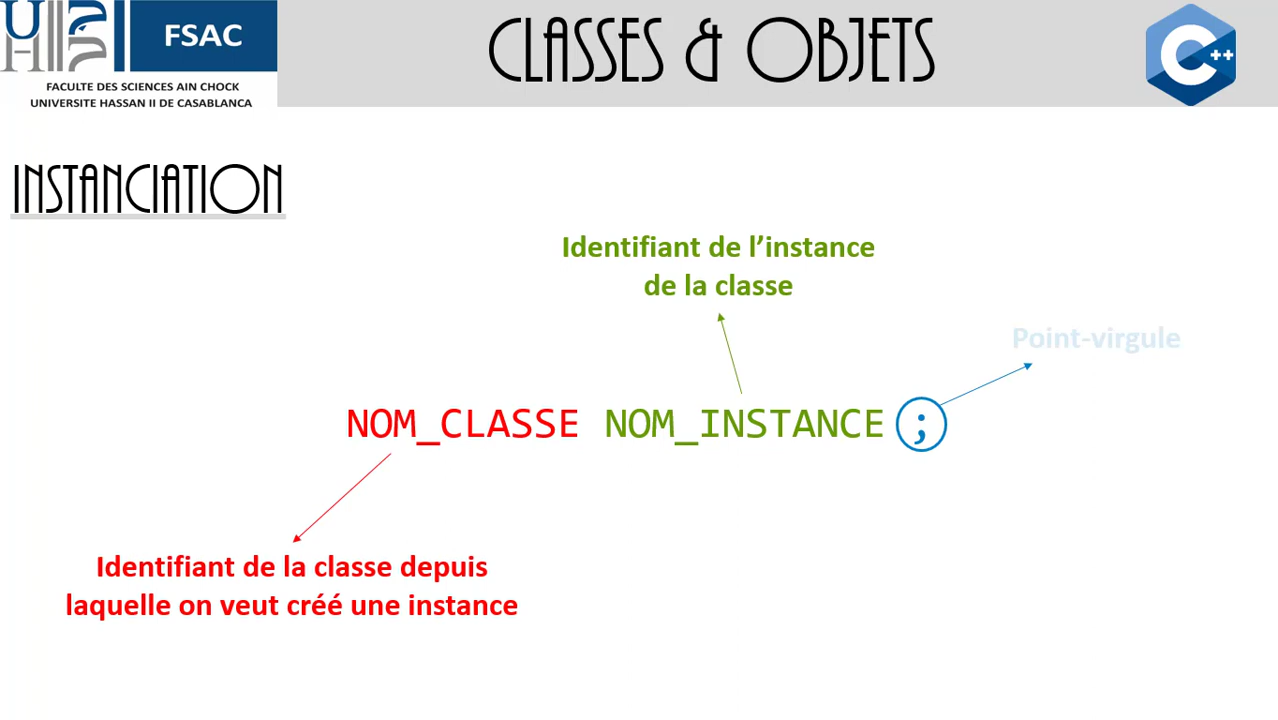 UH
FSAC
FACULTE DES SCIENCES AIN CHOCK
UNIVERSITE HASSAN II DE CASABLANCA
CLASSES & OBJETS
C++
INSTANCIATION
Identifiant de l’instance
de la classe
Point-virgule
NOM_CLASSE NOM_INSTANCE ;
Identifiant de la classe depuis
laquelle on veut créé une instance